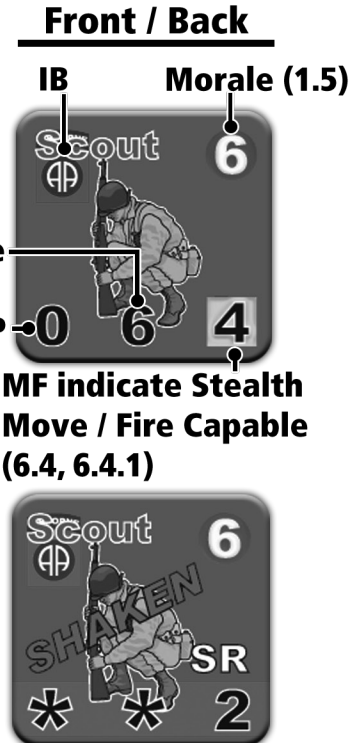 Front / Back
IB
Morale (1.5)
Scout
6
AA
e
0
6
4
MF indicate Stealth
Move / Fire Capable
(6.4, 6.4.1)
Scout
6
AA
SHAKEN
SR
* * 2